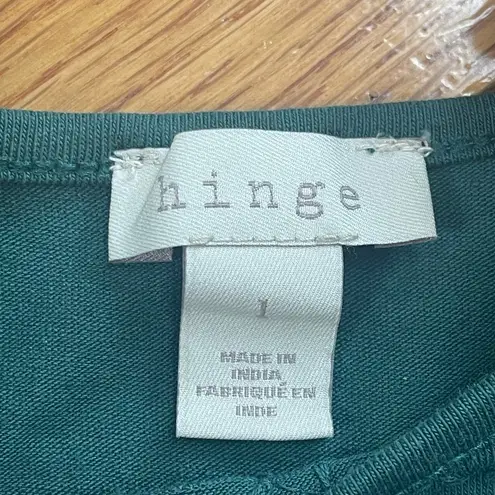 hinge
1
MADE IN
INDIA
FABRIQUÉ EN
INDE